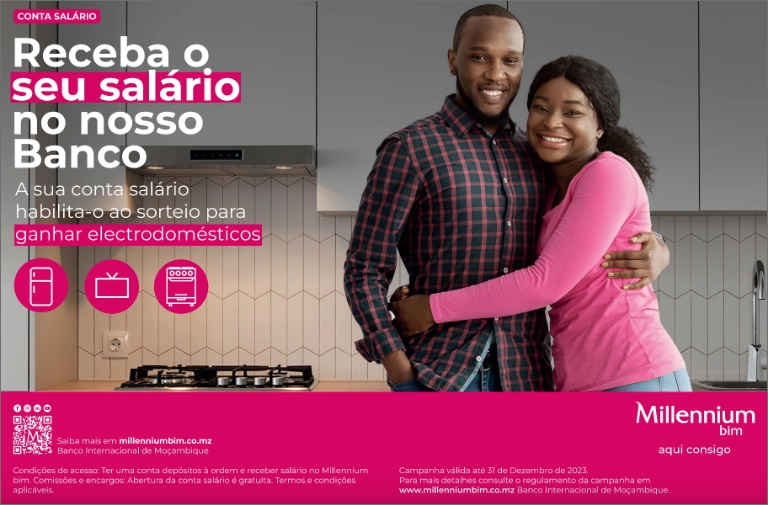 CONTA SALÁRIO
Receba o
seu salário
no nosso
Banco
A sua conta salário
habilita-o ao sorteio para
ganhar electrodomésticos
Saiba mais em millenniumbim.co.mz
Banco Internacional de Moçambique
Millennium
bim
aqui consigo
Condições de acesso: Ter uma conta depósitos à ordem e receber salário no Millennium
bim. Comissões e encargos: Abertura da conta salário é gratuita. Termos e condições
aplicáveis.
Campanha válida até 31 de Dezembro de 2023.
Para mais detalhes consulte o regulamento da campanha em
www.millenniumbim.co.mz Banco Internacional de Moçambique.